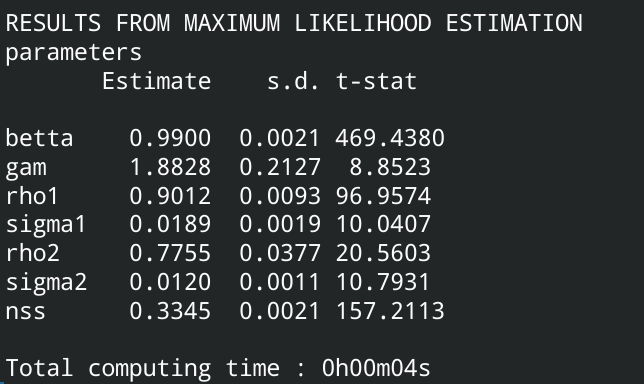 RESULTS FROM MAXIMUM LIKELIHOOD ESTIMATION
parameters
Estimate s.d. t-stat
betta 0.9900 0.0021 469.4380
gam 1.8828 0.2127 8.8523
rho1 0.9012 0.0093 96.9574
sigma1 0.0189 0.0019 10.0407
rho2 0.7755 0.0377 20.5603
sigma2 0.0120 0.0011 10.7931
nss 0.3345 0.0021 157.2113
Total computing time : 0h00m04s